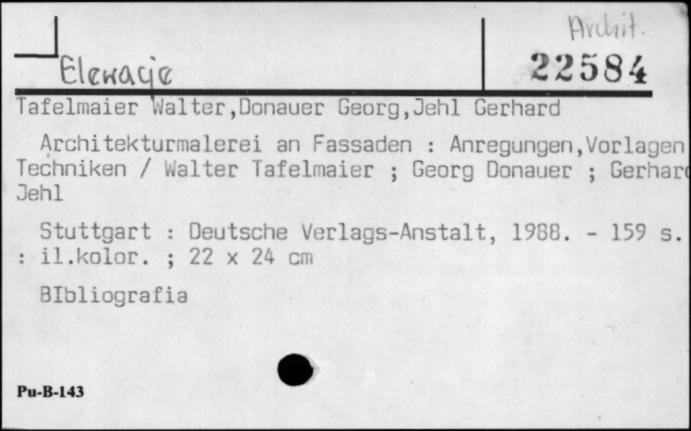 Archit.
Elewacje
22584
Tafelmaier Walter,Donauer Georg,Jehl Gerhard
Architekturmalerei an Fassaden : Anregungen,Vorlagen
Techniken / Walter Tafelmaier ; Georg Donauer ; Gerhard
Jehl
Stuttgart : Deutsche Verlags-Anstalt, 1988. - 159 s.
: il.kolor. ; 22 x 24 cm
BIbliografia
Pu-B-143